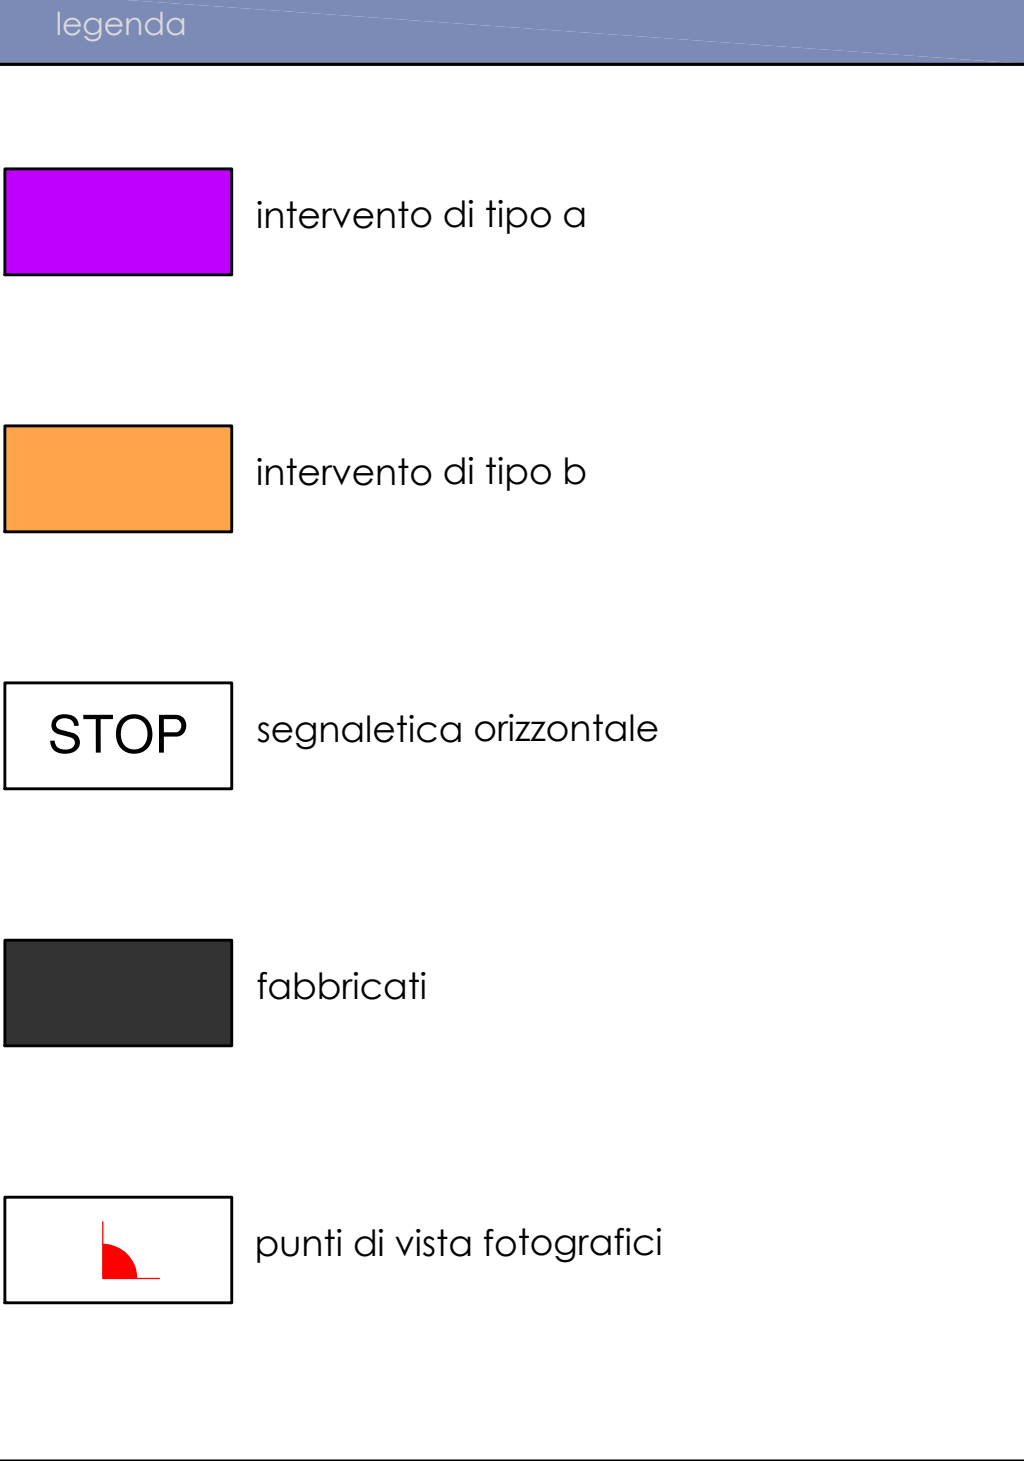 legenda
intervento di tipo a
intervento di tipo b
STOP segnaletica orizzontale
fabbricati
punti di vista fotografici